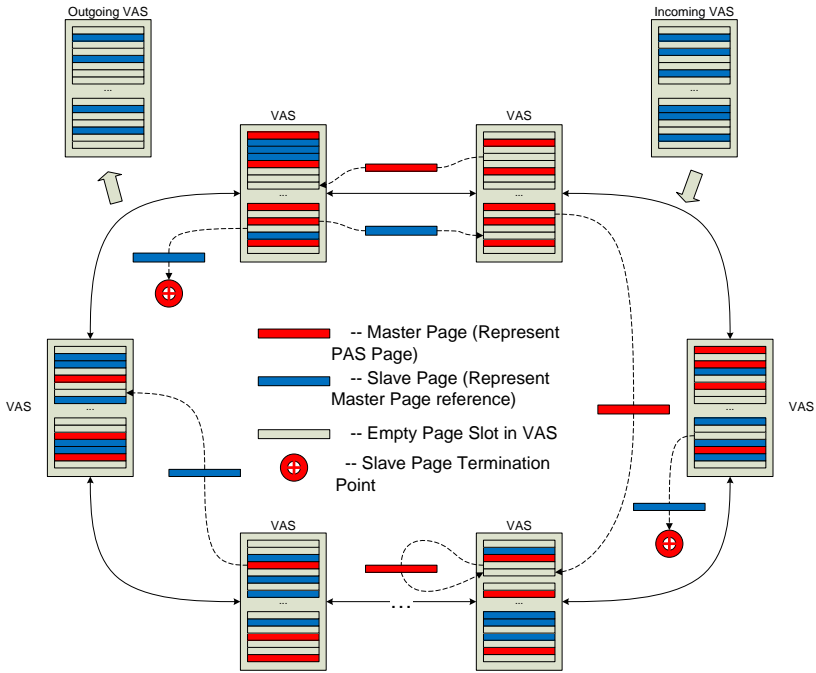 Outgoing VAS
Incoming VAS
...
...
VAS
VAS
...
...
-- Master Page (Represent
PAS Page)
-- Slave Page (Represent
Master Page reference)
-- Empty Page Slot in VAS
-- Slave Page Termination
Point
VAS
...
...
VAS
VAS
VAS
...
...
...